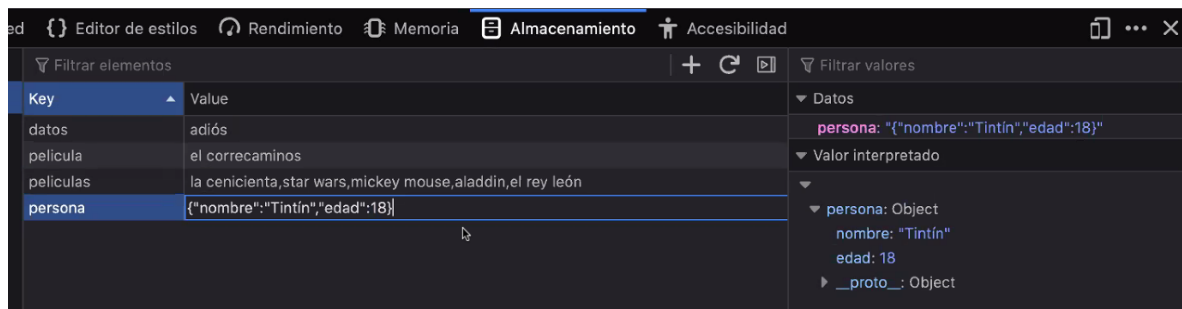 ed {} Editor de estilos Rendimiento Memoria Almacenamiento Accesibilidad
Filtrar elementos
Key Value
datos adiós
pelicula el correcaminos
peliculas la cenicienta,star wars,mickey mouse,aladdin,el rey león
persona {"nombre":"Tintín","edad":18}
Filtrar valores
Datos
persona: "{"nombre":"Tintín","edad":18}"
Valor interpretado
persona: Object
nombre: "Tintín"
edad: 18
__proto__: Object